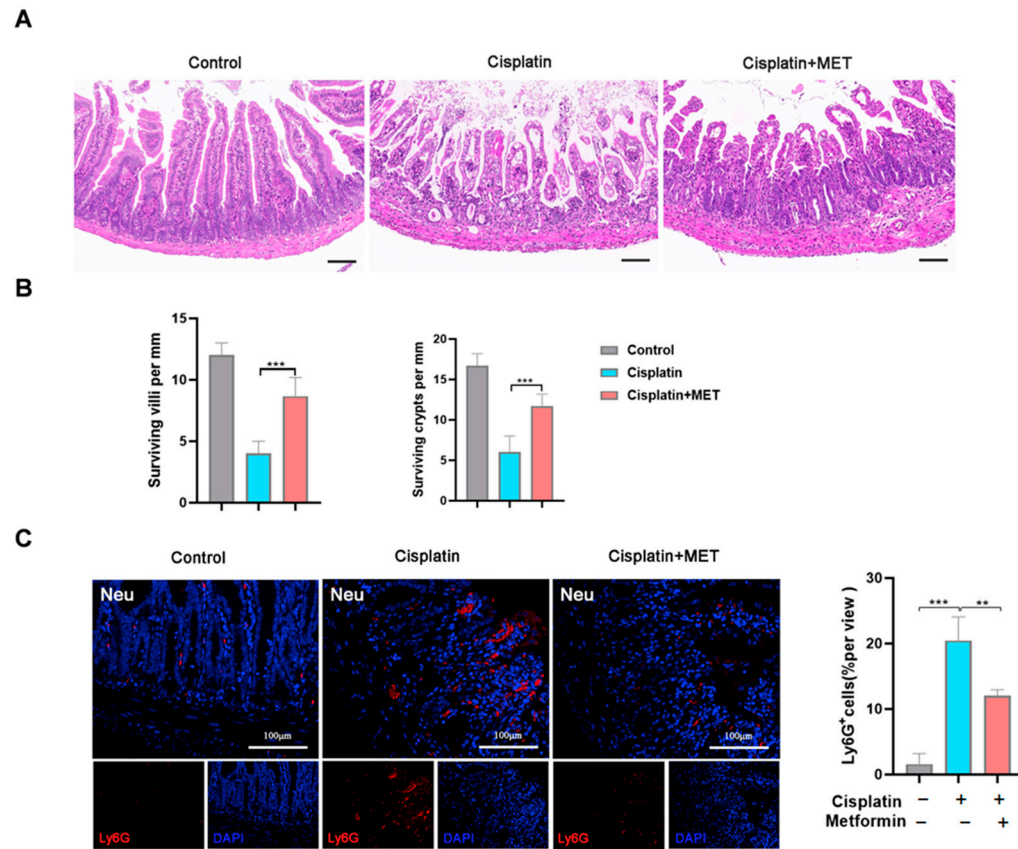 A
Control
Cisplatin
Cisplatin+MET
B
15
10
5
0
Surviving villi per mm
***
20
15
10
5
0
Surviving crypts per mm
***
Control
Cisplatin
Cisplatin+MET
C
Control
Cisplatin
Cisplatin+MET
Neu
Neu
Neu
100μm
100μm
100μm
Ly6G
DAPI
Ly6G
DAPI
Ly6G
DAPI
30
20
10
0
Ly6G⁺cells(%per view )
***
**
Cisplatin − + +
Metformin − − +